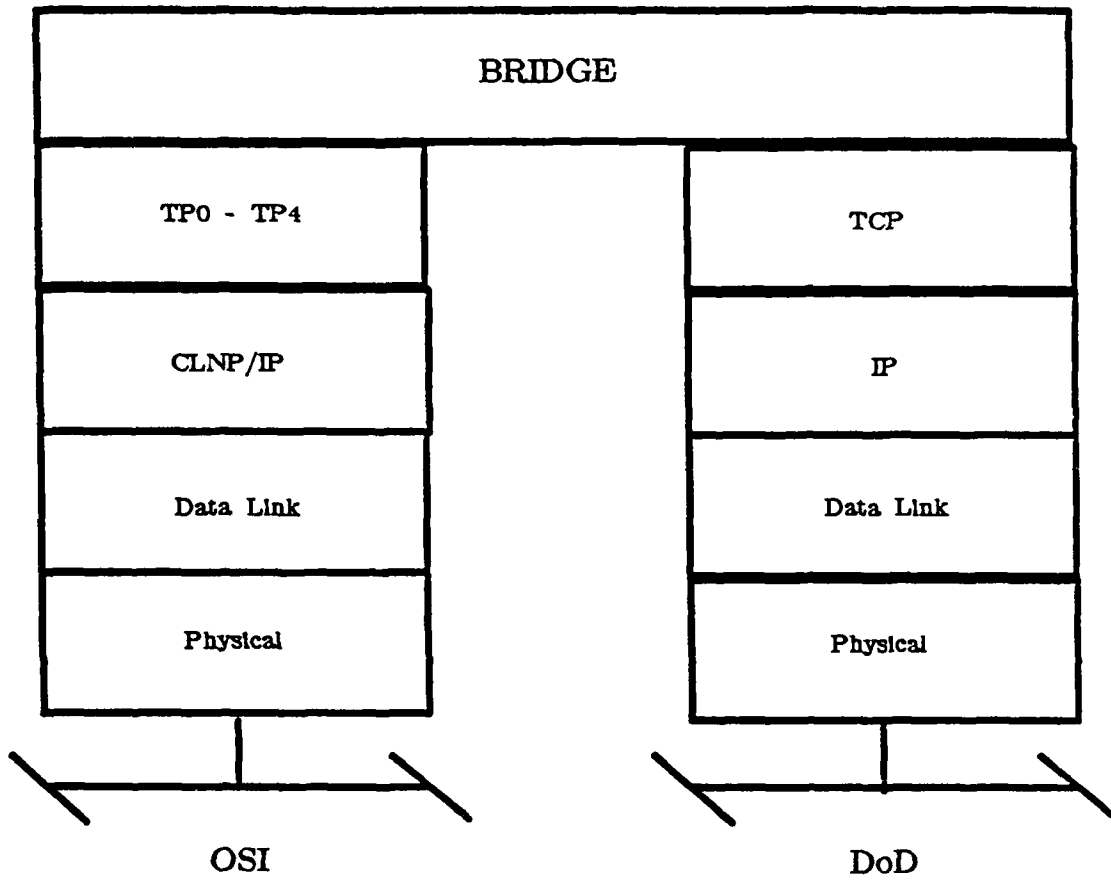 BRIDGE
TP0 - TP4
TCP
CLNP/IP
IP
Data Link
Data Link
Physical
Physical
OSI
DoD